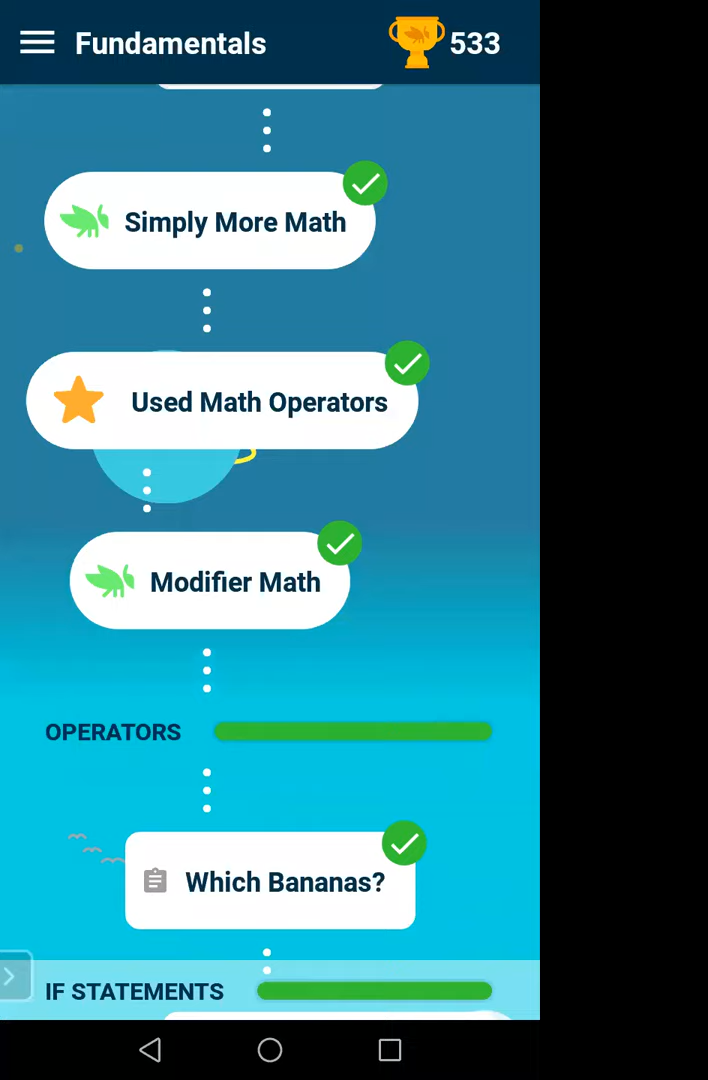 Fundamentals
533
Simply More Math
Used Math Operators
Modifier Math
OPERATORS
Which Bananas?
IF STATEMENTS